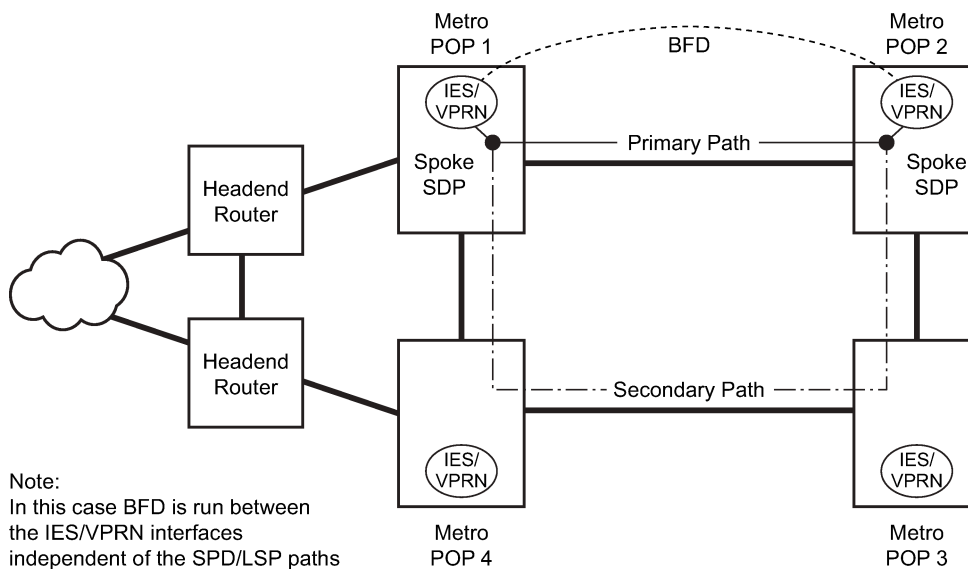 Metro
POP 1
Metro
POP 2
BFD
IES/
VPRN
IES/
VPRN
Primary Path
Spoke
SDP
Spoke
SDP
Headend
Router
Headend
Router
Secondary Path
IES/
VPRN
IES/
VPRN
Note:
In this case BFD is run between
the IES/VPRN interfaces
independent of the SPD/LSP paths
Metro
POP 4
Metro
POP 3